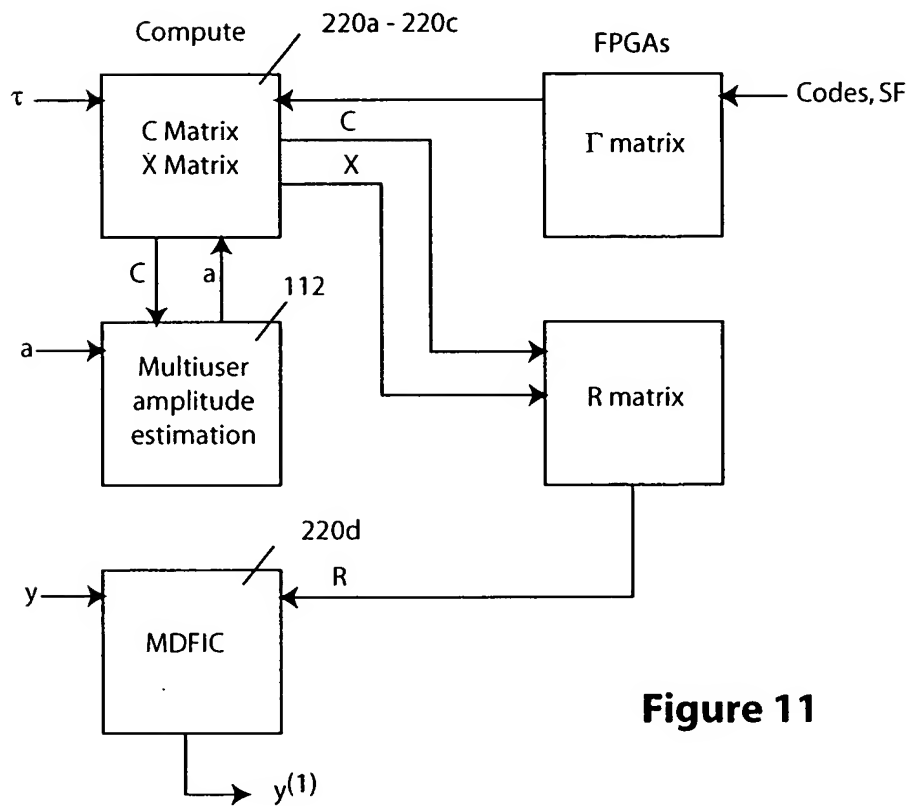 Compute
220a - 220c
FPGAs
τ
C Matrix
X Matrix
Γ matrix
Codes, SF
C
X
C
a
112
a
Multiuser
amplitude
estimation
R matrix
220d
y
R
MDFIC
y(1)
Figure 11